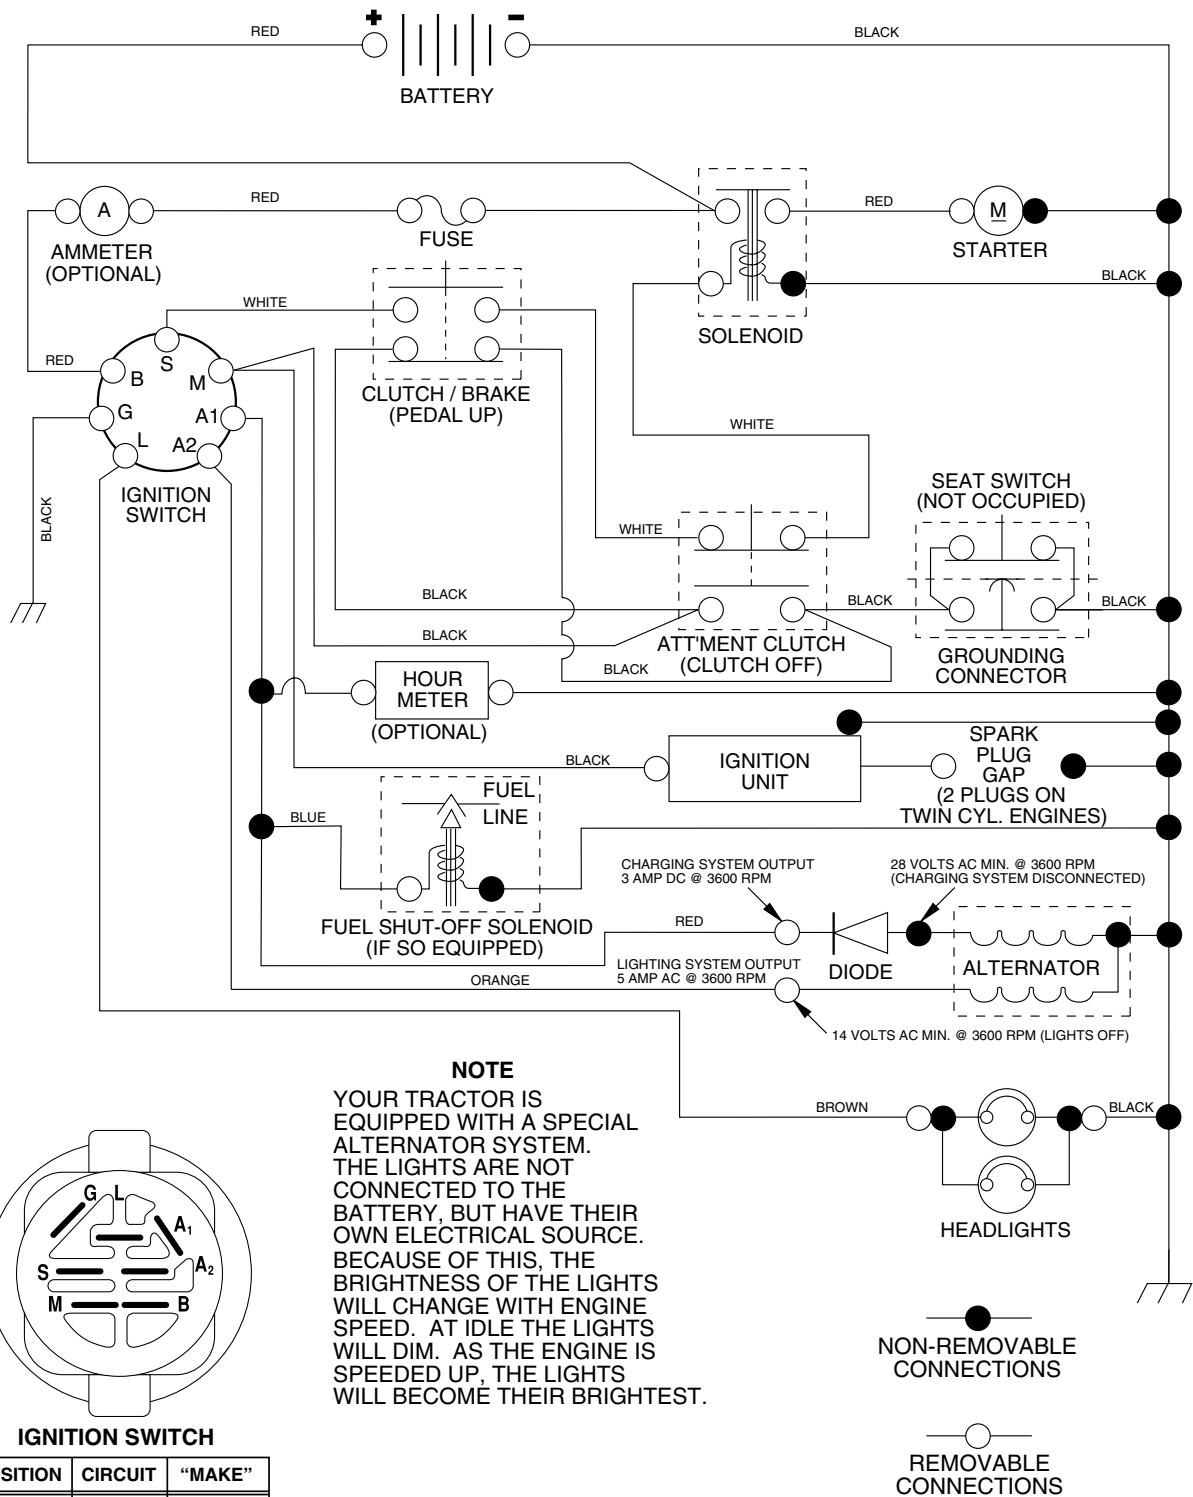 RED
+
-
BLACK
BATTERY
A
RED
RED
M
AMMETER
(OPTIONAL)
FUSE
STARTER
BLACK
WHITE
SOLENOID
RED
S
B
M
CLUTCH / BRAKE
(PEDAL UP)
G
A1
L
A2
WHITE
IGNITION
SWITCH
BLACK
SEAT SWITCH
(NOT OCCUPIED)
WHITE
BLACK
BLACK
BLACK
BLACK
ATT'MENT CLUTCH
(CLUTCH OFF)
BLACK
GROUNDING
CONNECTOR
HOUR
METER
(OPTIONAL)
BLACK
IGNITION
UNIT
SPARK
PLUG
GAP
(2 PLUGS ON
TWIN CYL. ENGINES)
FUEL
LINE
BLUE
CHARGING SYSTEM OUTPUT
3 AMP DC @ 3600 RPM
28 VOLTS AC MIN. @ 3600 RPM
(CHARGING SYSTEM DISCONNECTED)
FUEL SHUT-OFF SOLENOID
(IF SO EQUIPPED)
RED
DIODE
ALTERNATOR
ORANGE
LIGHTING SYSTEM OUTPUT
5 AMP AC @ 3600 RPM
14 VOLTS AC MIN. @ 3600 RPM (LIGHTS OFF)
NOTE
YOUR TRACTOR IS
EQUIPPED WITH A SPECIAL
ALTERNATOR SYSTEM.
THE LIGHTS ARE NOT
CONNECTED TO THE
BATTERY, BUT HAVE THEIR
OWN ELECTRICAL SOURCE.
BECAUSE OF THIS, THE
BRIGHTNESS OF THE LIGHTS
WILL CHANGE WITH ENGINE
SPEED. AT IDLE THE LIGHTS
WILL DIM. AS THE ENGINE IS
SPEEDED UP, THE LIGHTS
WILL BECOME THEIR BRIGHTEST.
BROWN
BLACK
HEADLIGHTS
G
L
A1
S
A2
M
B
IGNITION SWITCH
SITION CIRCUIT “MAKE”
NON-REMOVABLE
CONNECTIONS
REMOVABLE
CONNECTIONS